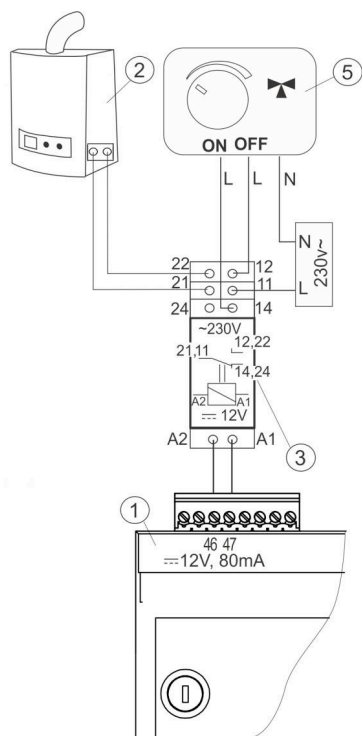 2
5
ON OFF
L L N
22 12
21 11
24 14
N
L
230v~
~230V
12,22
21,11
14,24
A2 A1
12V
A2 A1
3
1
46 47
12V, 80mA